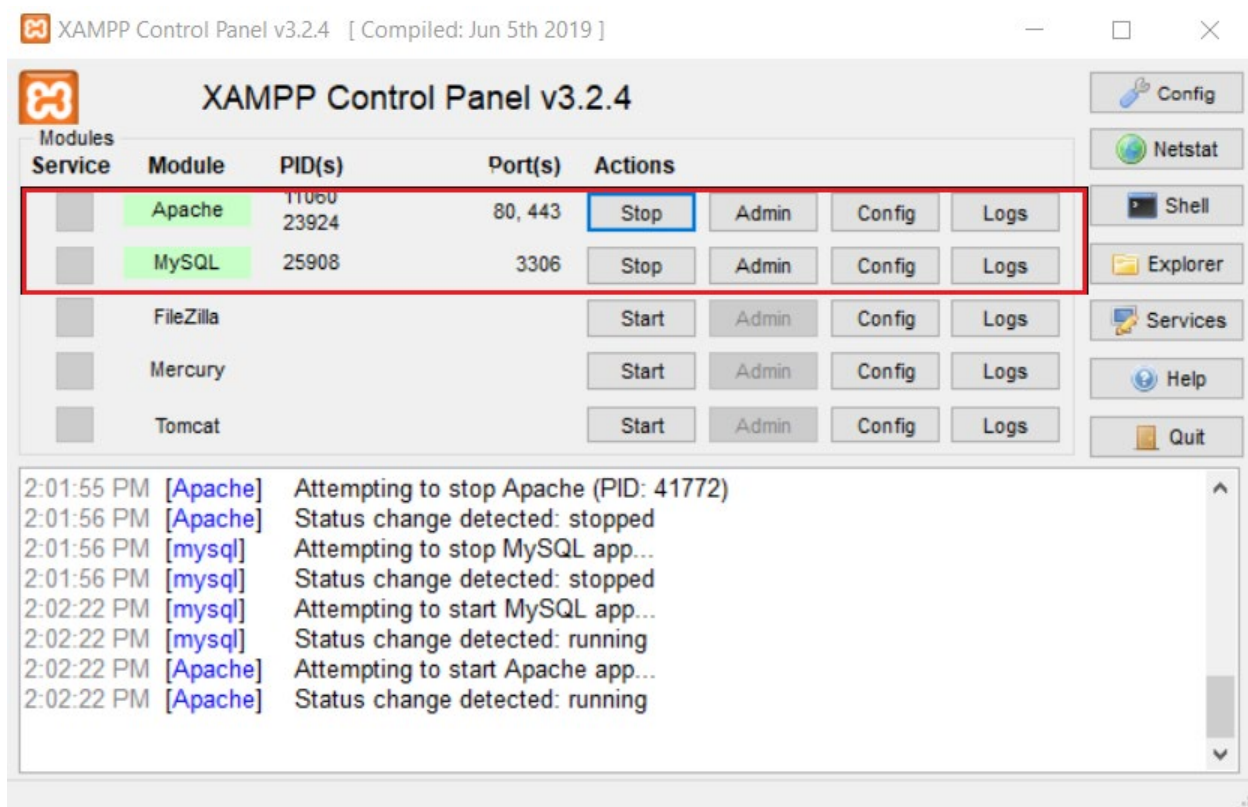 XAMPP Control Panel v3.2.4 [ Compiled: Jun 5th 2019 ]
XAMPP Control Panel v3.2.4
Config
Modules
Service Module PID(s) Port(s) Actions
Netstat
Apache 11060 23924 80, 443 Stop Admin Config Logs
Shell
MySQL 25908 3306 Stop Admin Config Logs
Explorer
FileZilla Start Admin Config Logs
Services
Mercury Start Admin Config Logs
Help
Tomcat Start Admin Config Logs
Quit
2:01:55 PM [Apache] Attempting to stop Apache (PID: 41772)
2:01:56 PM [Apache] Status change detected: stopped
2:01:56 PM [mysql] Attempting to stop MySQL app...
2:01:56 PM [mysql] Status change detected: stopped
2:02:22 PM [mysql] Attempting to start MySQL app...
2:02:22 PM [mysql] Status change detected: running
2:02:22 PM [Apache] Attempting to start Apache app...
2:02:22 PM [Apache] Status change detected: running